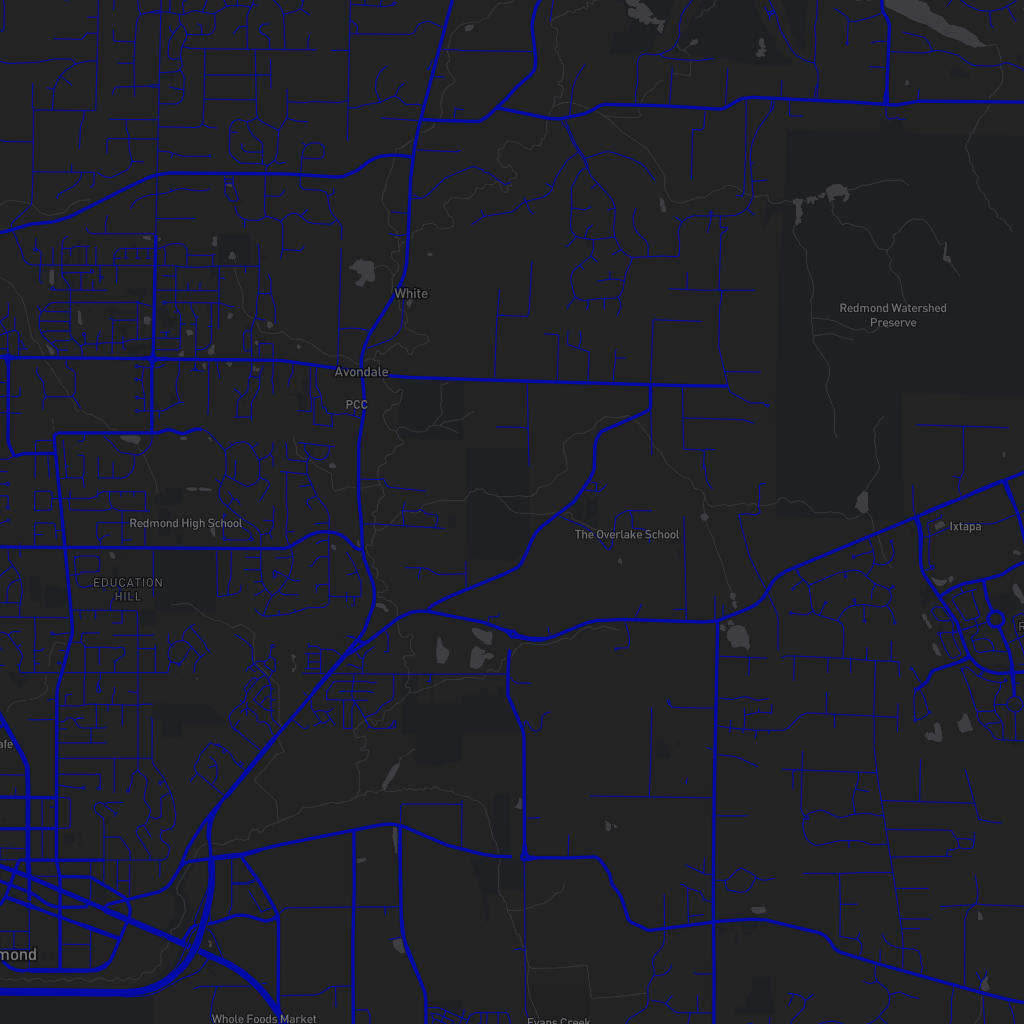 White
Redmond Watershed
Preserve
Avondale
PCC
Redmond High School
The Overlake School
Ixtapa
EDUCATION
HILL
R
afe
mond
Whole Foods Market
Evans Creek